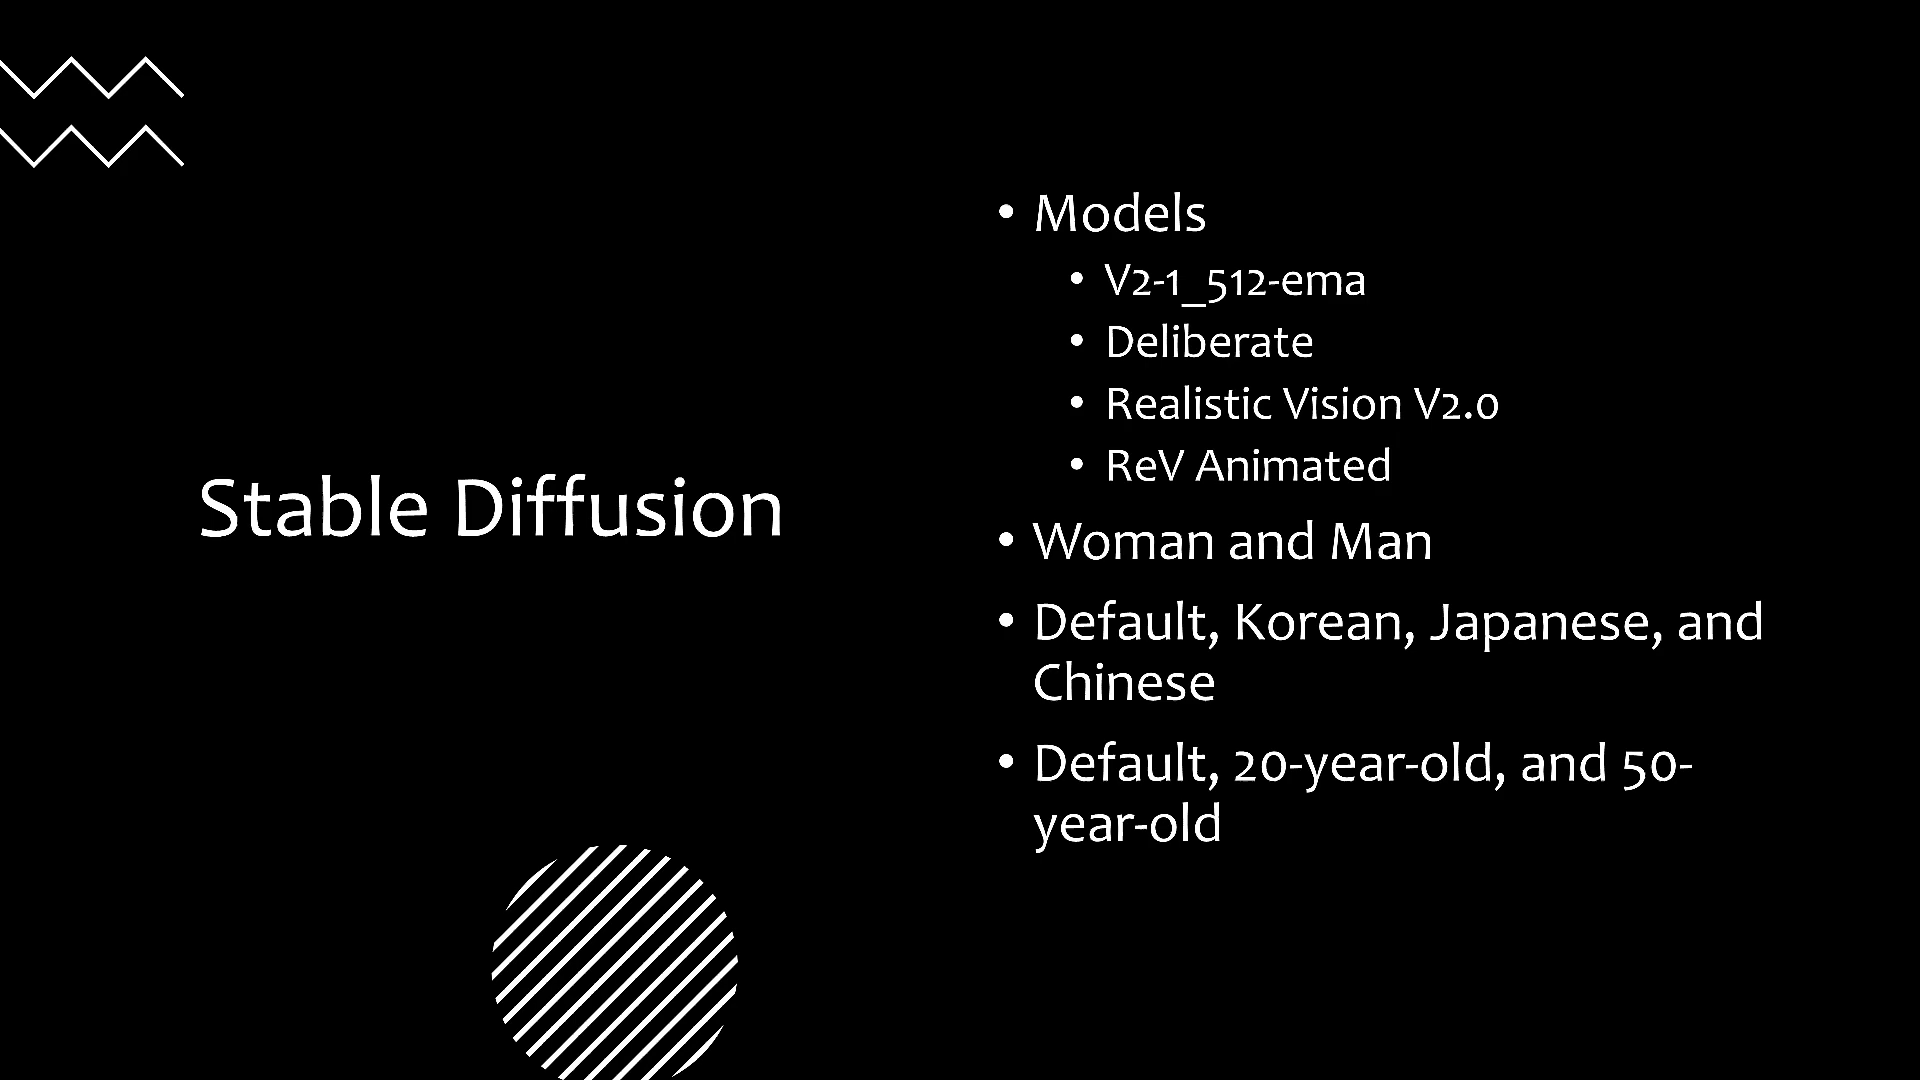 Stable Diffusion
• Models
• V2-1_512-ema
• Deliberate
• Realistic Vision V2.0
• ReV Animated
• Woman and Man
• Default, Korean, Japanese, and
Chinese
• Default, 20-year-old, and 50-
year-old